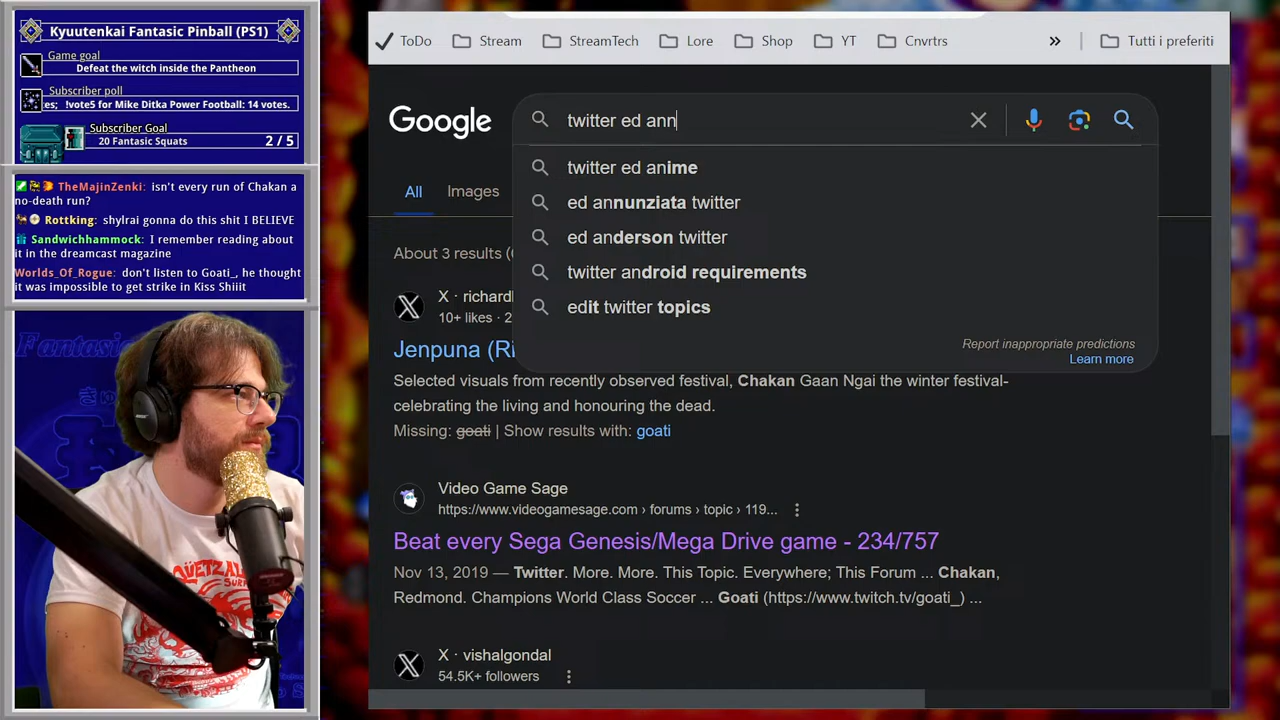 Kyuutenkai Fantasic Pinball (PS1)
Game goal
Defeat the witch inside the Pantheon
Subscriber poll
es; !vote5 for Mike Ditka Power Football: 14 votes.
Subscriber Goal
20 Fantasic Squats
2 / 5
TheMajinZenki: isn't every run of Chakan a
no-death run?
Rottking: shylrai gonna do this shit I BELIEVE
Sandwichhammock: I remember reading about
it in the dreamcast magazine
Worlds_Of_Rogue: don't listen to Goati_, he thought
it was impossible to get strike in Kiss Shiiit
QÜETZAL
SUR
ToDo
Stream
StreamTech
Lore
Shop
YT
Cnvrtrs
»
Tutti i preferiti
Google
twitter ed ann
twitter ed anime
ed annunziata twitter
ed anderson twitter
twitter android requirements
edit twitter topics
Report inappropriate predictions
Learn more
All
Images
About 3 results (
X · richard
10+ likes · 2
Jenpuna (Ri
Selected visuals from recently observed festival, Chakan Gaan Ngai the winter festival-
celebrating the living and honouring the dead.
Missing: goati | Show results with: goati
Video Game Sage
https://www.videogamesage.com › forums › topic › 119...
Beat every Sega Genesis/Mega Drive game - 234/757
Nov 13, 2019 — Twitter. More. More. This Topic. Everywhere; This Forum ... Chakan,
Redmond. Champions World Class Soccer ... Goati (https://www.twitch.tv/goati_) ...
X · vishalgondal
54.5K+ followers